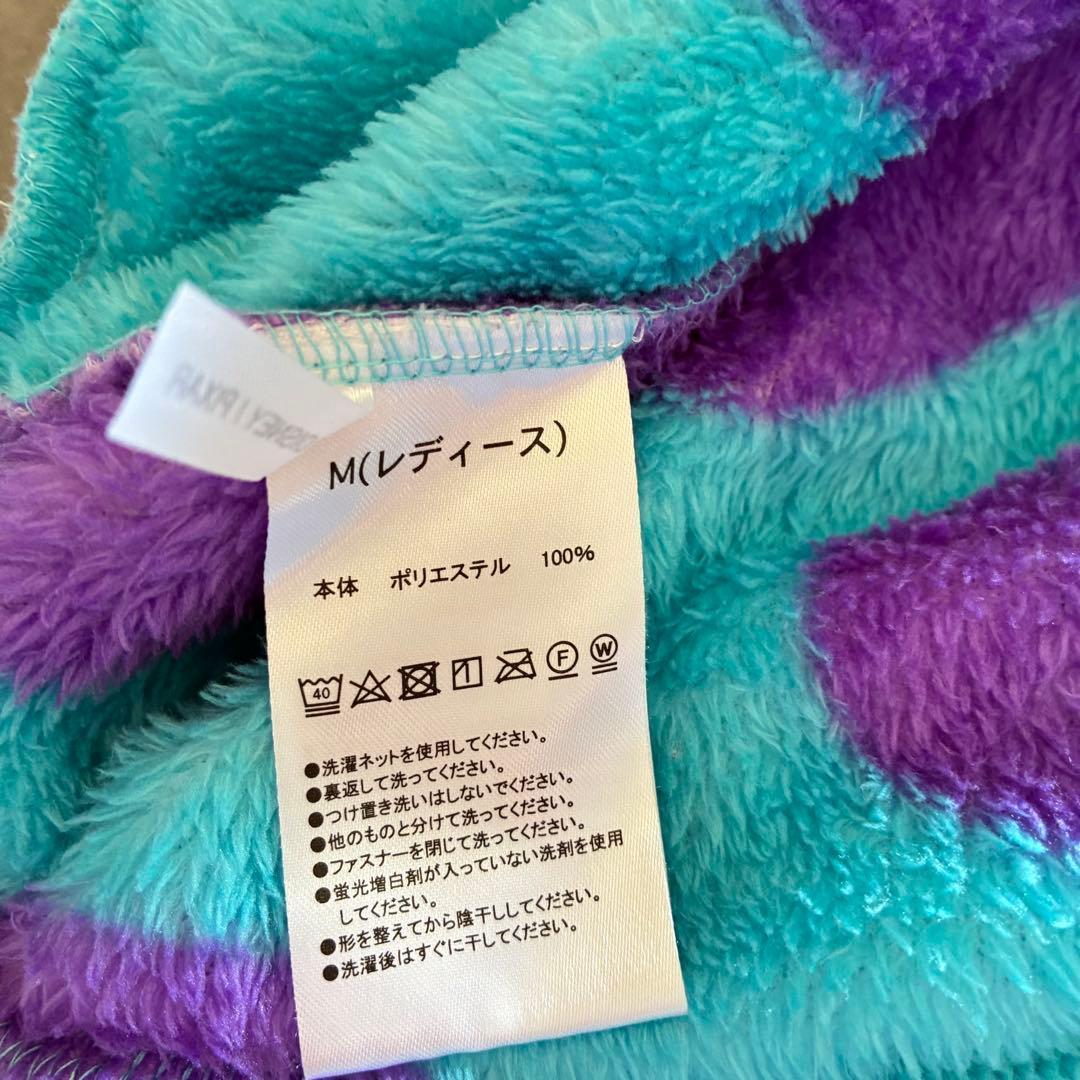 DISNEY | PIXAR
M(レディース)
本体 ポリエステル 100%
40 F W
●洗濯ネットを使用してください。
●裏返して洗ってください。
●つけ置き洗いはしないでください。
●他のものと分けて洗ってください。
●ファスナーを閉じて洗ってください。
●蛍光増白剤が入っていない洗剤を使用
してください。
●形を整えてから陰干ししてください。
●洗濯後はすぐに干してください。